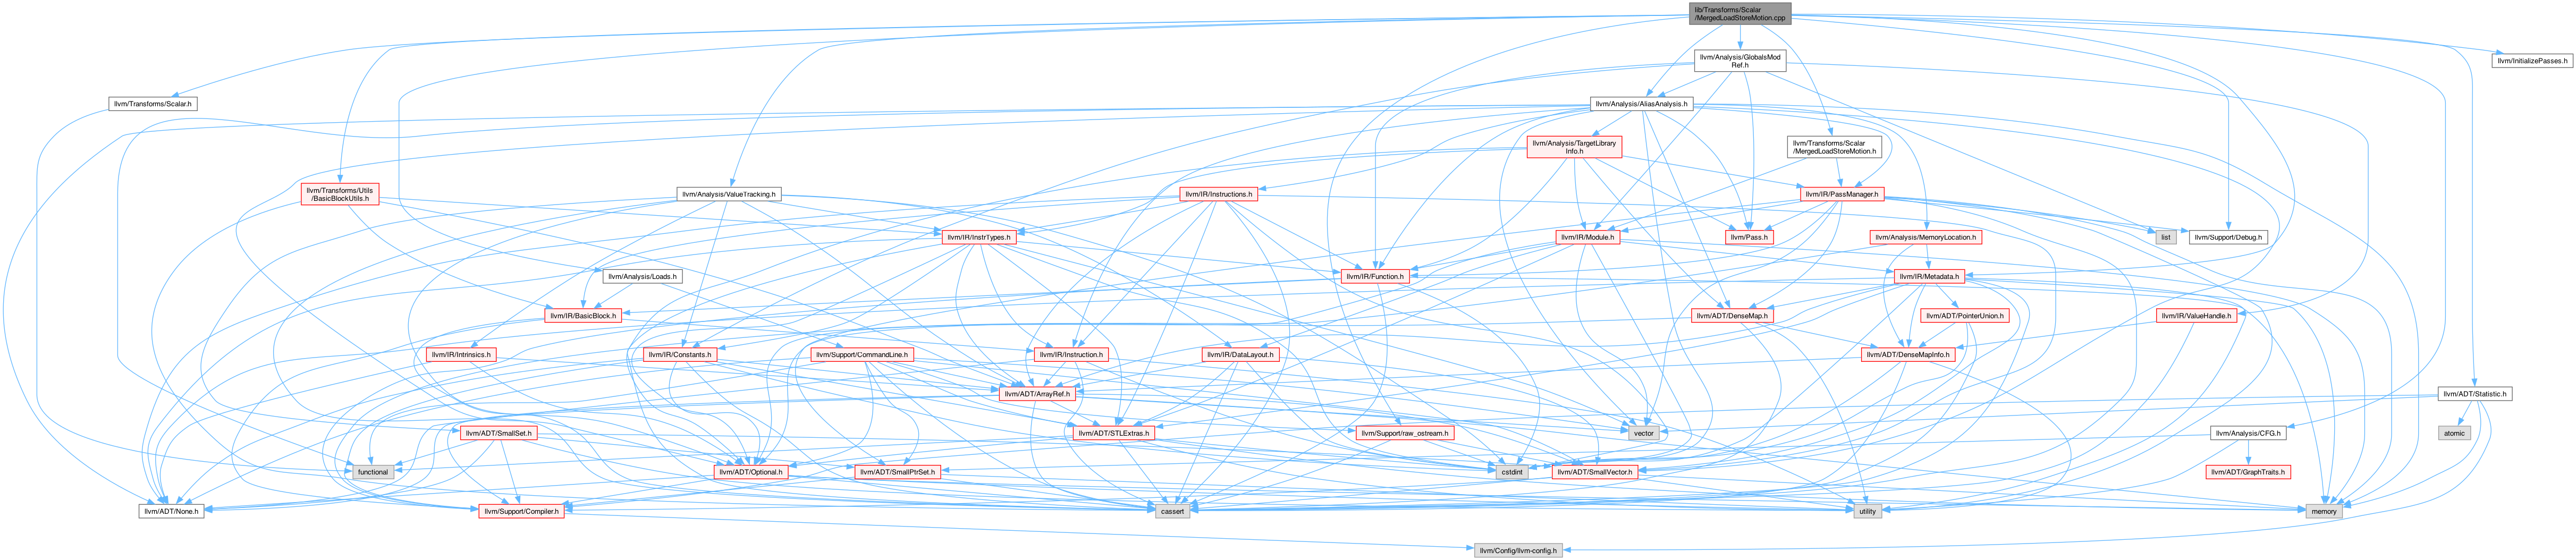 lib/Transforms/Scalar
/MergedLoadStoreMotion.cpp
llvm/Analysis/GlobalsMod
Ref.h
llvm/InitializePasses.h
llvm/Transforms/Scalar.h
llvm/Analysis/AliasAnalysis.h
llvm/Analysis/TargetLibrary
Info.h
llvm/Transforms/Scalar
/MergedLoadStoreMotion.h
llvm/Transforms/Utils
/BasicBlockUtils.h
llvm/Analysis/ValueTracking.h
llvm/IR/Instructions.h
llvm/IR/PassManager.h
llvm/IR/InstrTypes.h
llvm/IR/Module.h
llvm/Pass.h
llvm/Analysis/MemoryLocation.h
list
llvm/Support/Debug.h
llvm/Analysis/Loads.h
llvm/IR/Function.h
llvm/IR/Metadata.h
llvm/IR/BasicBlock.h
llvm/ADT/DenseMap.h
llvm/ADT/PointerUnion.h
llvm/IR/ValueHandle.h
llvm/IR/Intrinsics.h
llvm/IR/Constants.h
llvm/Support/CommandLine.h
llvm/IR/Instruction.h
llvm/IR/DataLayout.h
llvm/ADT/DenseMapInfo.h
llvm/ADT/ArrayRef.h
llvm/ADT/Statistic.h
llvm/ADT/SmallSet.h
llvm/ADT/STLExtras.h
llvm/Support/raw_ostream.h
vector
llvm/Analysis/CFG.h
atomic
functional
llvm/ADT/Optional.h
llvm/ADT/SmallPtrSet.h
cstdint
llvm/ADT/SmallVector.h
llvm/ADT/GraphTraits.h
llvm/ADT/None.h
llvm/Support/Compiler.h
cassert
utility
memory
llvm/Config/llvm-config.h